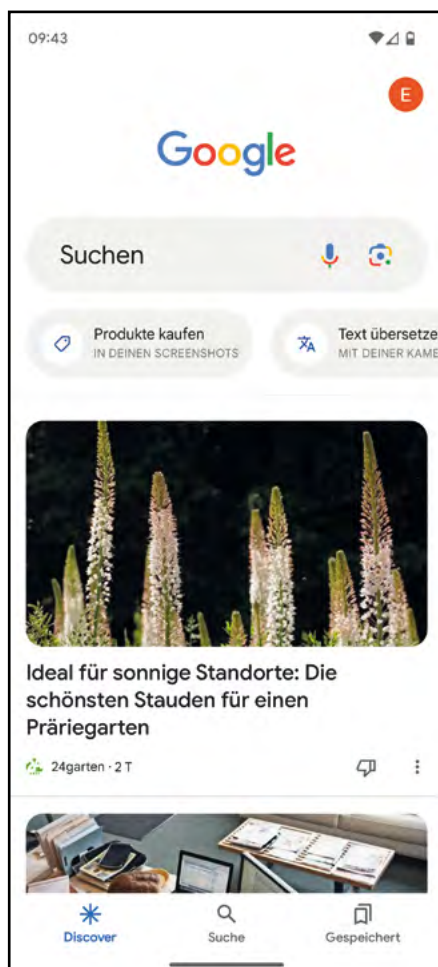 09:43
E
Google
Suchen
Produkte kaufen
IN DEINEN SCREENSHOTS
Text übersetze
MIT DEINER KAME
Ideal für sonnige Standorte: Die
schönsten Stauden für einen
Präriegarten
24garten · 2 T
Discover
Suche
Gespeichert